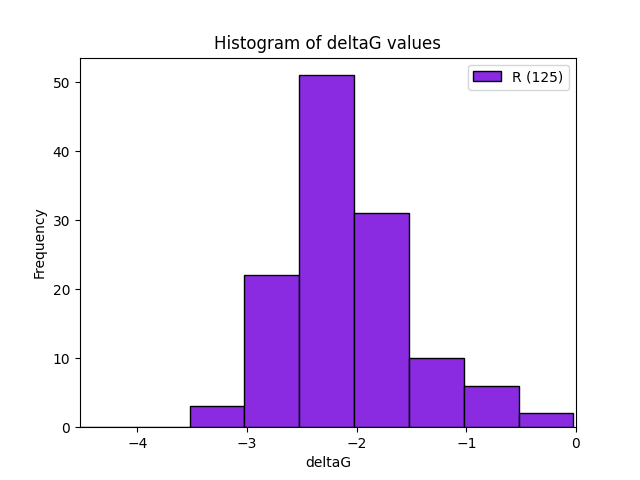 Histogram of deltaG values
R (125)
50
40
30
20
10
0
Frequency
−4
−3
−2
−1
0
deltaG